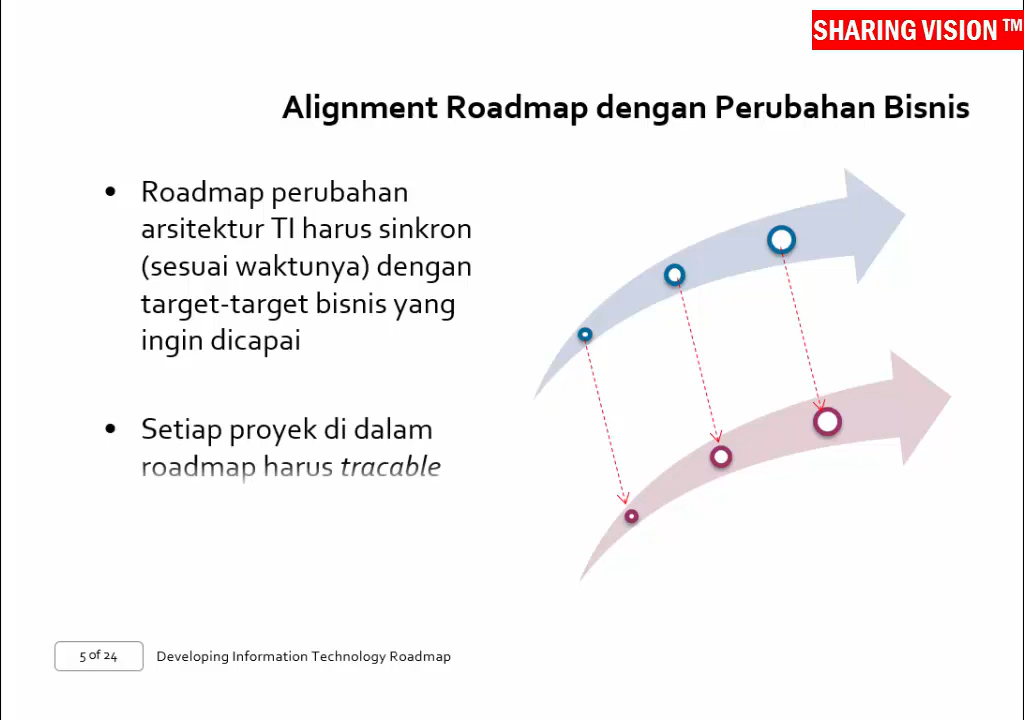 SHARING VISION ™
Alignment Roadmap dengan Perubahan Bisnis
• Roadmap perubahan
arsitektur TI harus sinkron
(sesuai waktunya) dengan
target-target bisnis yang
ingin dicapai
• Setiap proyek di dalam
roadmap harus tracable
5 of 24
Developing Information Technology Roadmap